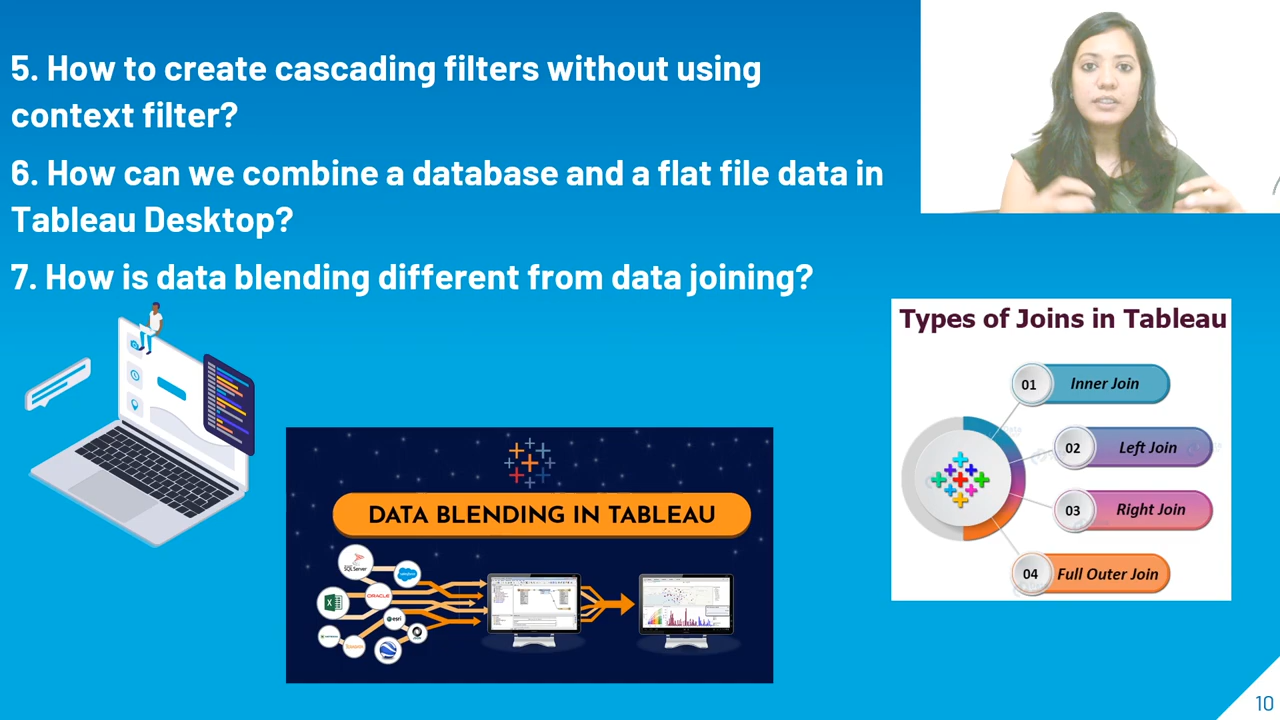 5. How to create cascading filters without using
context filter?
6. How can we combine a database and a flat file data in
Tableau Desktop?
7. How is data blending different from data joining?
Types of Joins in Tableau
01 Inner Join
02 Left Join
03 Right Join
04 Full Outer Join
DATA BLENDING IN TABLEAU
SQL Server
ORACLE
esri
10